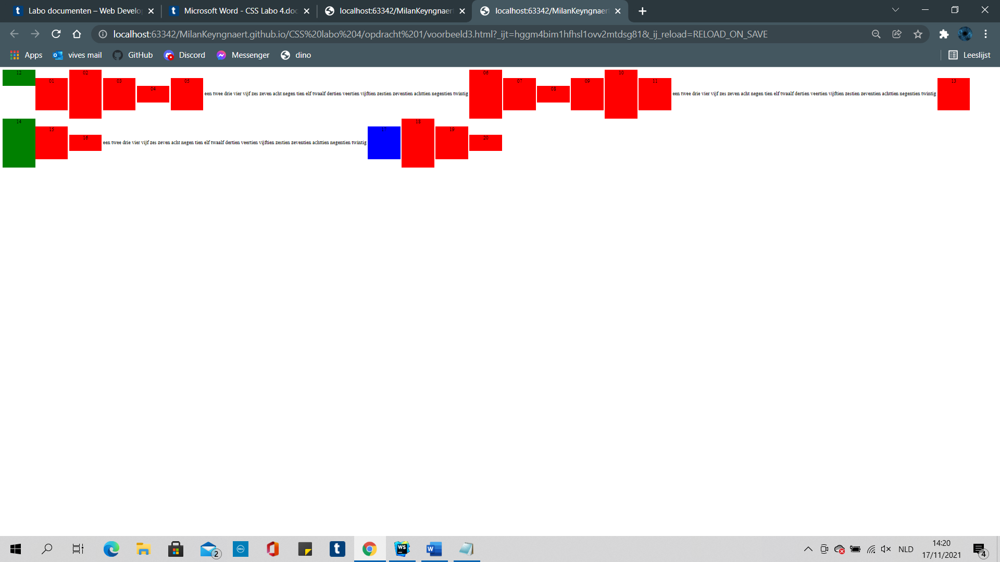 Labo documenten – Web Develo
Microsoft Word - CSS Labo 4.doc
localhost:63342/MilanKeyngnaert
localhost:63342/MilanKeyngnaert
localhost:63342/MilanKeyngnaert.github.io/CSS%20labo%204/opdracht%201/voorbeeld3.html?_ijt=hggm4bim1hfhsl1ovv2mtdsg81&_ij_reload=RELOAD_ON_SAVE
Apps vives mail GitHub Discord Messenger dino Leeslijst
12 01 02 03 04 05 een twee drie vier vijf zes zeven acht negen tien elf twaalf dertien veertien vijftien zestien zeventien achttien negentien twintig 06 07 08 09 10 11 een twee drie vier vijf zes zeven acht negen tien elf twaalf dertien veertien vijftien zestien zeventien achttien negentien twintig 13
14 15 16 een twee drie vier vijf zes zeven acht negen tien elf twaalf dertien veertien vijftien zestien zeventien achttien negentien twintig 18 19 20
2
DELL
WS
W
NLD
14:20
17/11/2021
4